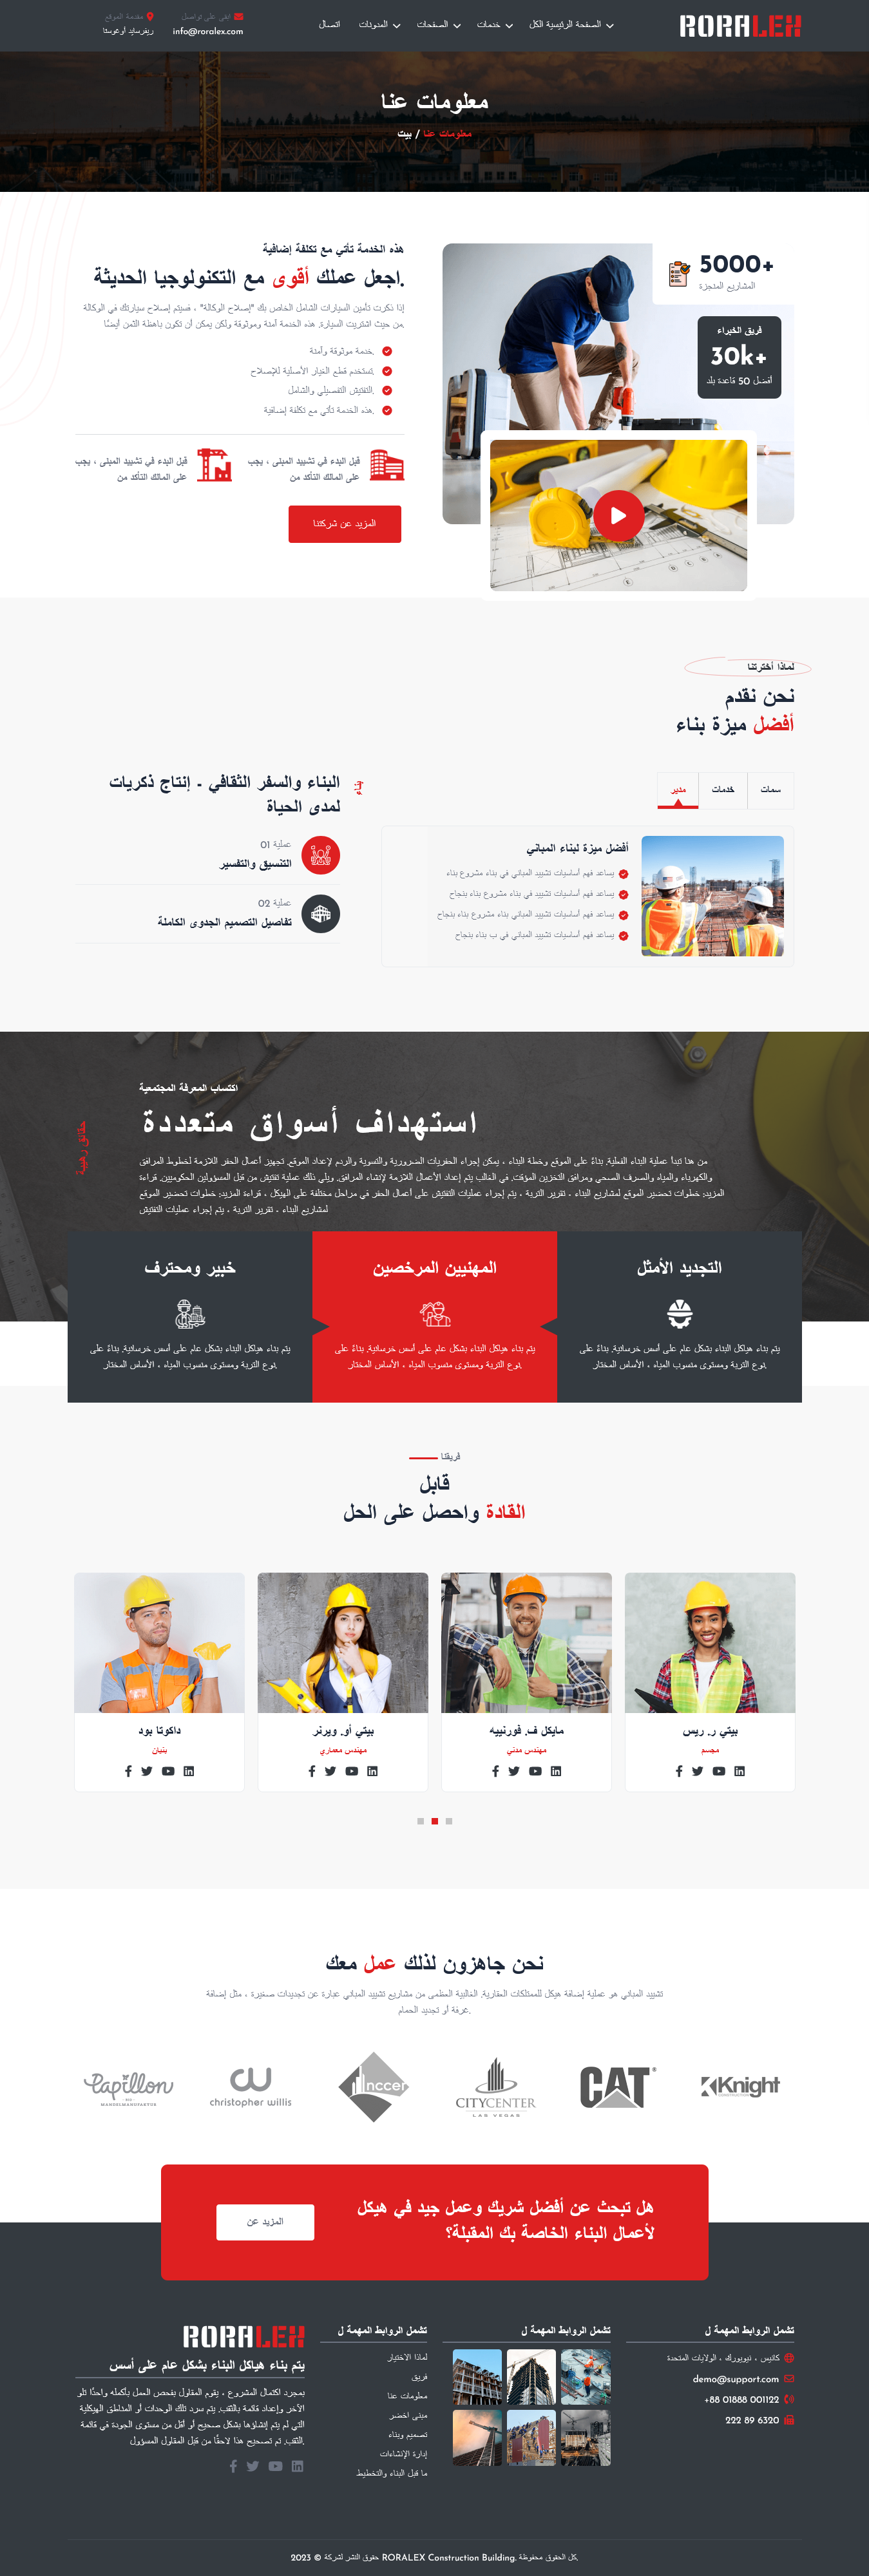 RORALEX
الصفحة الرئيسية الكل
خدمات
الصفحات
المدونات
اتصال
ابقى على تواصل
info@roralex.com
مقدمة الموقع
ريفرسايد أوغوستا
معلومات عنا
معلومات عنا / بيت
5000+
المشاريع المنجزة
فريق الخبراء
30k+
أفضل 50 قاعدة بلد
هذه الخدمة تأتي مع تكلفة إضافية
اجعل عملك أقوى مع التكنولوجيا الحديثة.
إذا ذكرت تأمين السيارات الشامل الخاص بك "إصلاح الوكالة" ، فسيتم إصلاح سيارتك في الوكالة
من حيث اشتريت السيارة. هذه الخدمة آمنة وموثوقة ولكن يمكن أن تكون باهظة الثمن أيضًا.
خدمة موثوقة وآمنة.
تستخدم قطع الغيار الأصلية للإصلاح.
التفتيش التفصيلي والشامل.
هذه الخدمة تأتي مع تكلفة إضافية.
قبل البدء في تشييد المبنى ، يجب
على المالك التأكد من
قبل البدء في تشييد المبنى ، يجب
على المالك التأكد من
المزيد عن شركتنا
لماذا أخترتنا
نحن نقدم
أفضل ميزة بناء
سمات
خدمات
مدير
أفضل ميزة لبناء المباني
يساعد فهم أساسيات تشييد المباني في بناء مشروع بناء
يساعد فهم أساسيات تشييد في بناء مشروع بناء بنجاح
يساعد فهم أساسيات تشييد المباني بناء مشروع بناء بنجاح
يساعد فهم أساسيات تشييد المباني في ب بناء بنجاح
بناء
البناء والسفر الثقافي - إنتاج ذكريات
لمدى الحياة
عملية 01
التنسيق والتفسير
عملية 02
تفاصيل التصميم الجدوى الكاملة
حقائق رهيبة
اكتساب المعرفة المجتمعية
استهداف أسواق متعددة
من هنا تبدأ عملية البناء الفعلية. بناءً على الموقع وخطة البناء ، يمكن إجراء الحفريات الضرورية والتسوية والردم لإعداد الموقع. تجهيز أعمال الحفر اللازمة لخطوط المرافق
والكهرباء والمياه والصرف الصحي ومرافق التخزين المؤقت. في الغالب يتم إعداد الأعمال اللازمة لإنشاء المرافق. ويلي ذلك عملية تفتيش من قبل المسؤولين الحكوميين. قراءة
المزيد: خطوات تحضير الموقع لمشاريع البناء ، تقرير التربة ، يتم إجراء عمليات التفتيش على أعمال الحفر في مراحل مختلفة على الهيكل ، قراءة المزيد: خطوات تحضير الموقع
لمشاريع البناء ، تقرير التربة ، يتم إجراء عمليات التفتيش
التجديد الأمثل
يتم بناء هياكل البناء بشكل عام على أسس خرسانية. بناءً على
نوع التربة ومستوى منسوب المياه ، الأساس المختار.
المهنيين المرخصين
يتم بناء هياكل البناء بشكل عام على أسس خرسانية. بناءً على
نوع التربة ومستوى منسوب المياه ، الأساس المختار.
خبير ومحترف
يتم بناء هياكل البناء بشكل عام على أسس خرسانية. بناءً على
نوع التربة ومستوى منسوب المياه ، الأساس المختار.
فريقنا
قابل
القادة واحصل على الحل
بيتي ر. ريس
مجسم
مايكل ف. فورنييه
مهندس مدني
بيتي أو. ويرنر
مهندس معماري
داكوتا بود
بنيان
نحن جاهزون لذلك عمل معك
تشييد المباني هو عملية إضافة هيكل للممتلكات العقارية. الغالبية العظمى من مشاريع تشييد المباني عبارة عن تجديدات صغيرة ، مثل إضافة
غرفة أو تجديد الحمام.
Knight
CAT
CITYCENTER
LAS VEGAS
nccer
christopher willis
Papillon
MANDELMANUFAKTUR
هل تبحث عن أفضل شريك وعمل جيد في هيكل
لأعمال البناء الخاصة بك المقبلة؟
المزيد عن
تشمل الروابط المهمة ل
كانيس ، نيويورك ، الولايات المتحدة
demo@support.com
+88 01888 001122
222 89 6320
تشمل الروابط المهمة ل
تشمل الروابط المهمة ل
لماذا الاختيار
فريق
معلومات عنا
مبنى اخضر
تصميم وبناء
إدارة الإنشاءات
ما قبل البناء والتخطيط
RORALEX
يتم بناء هياكل البناء بشكل عام على أسس
بمجرد اكتمال المشروع ، يقوم المقاول بفحص العمل بأكمله واحدًا تلو
الآخر وإعداد قائمة بالثقب. يتم سرد تلك الوحدات أو المناطق الهيكلية
التي لم يتم إنشاؤها بشكل صحيح أو أقل من مستوى الجودة في قائمة
الثقب. تم تصحيح هذا لاحقًا من قبل المقاول المسؤول.
حقوق النشر لشركة © 2023 RORALEX Construction Building. كل الحقوق محفوظة.